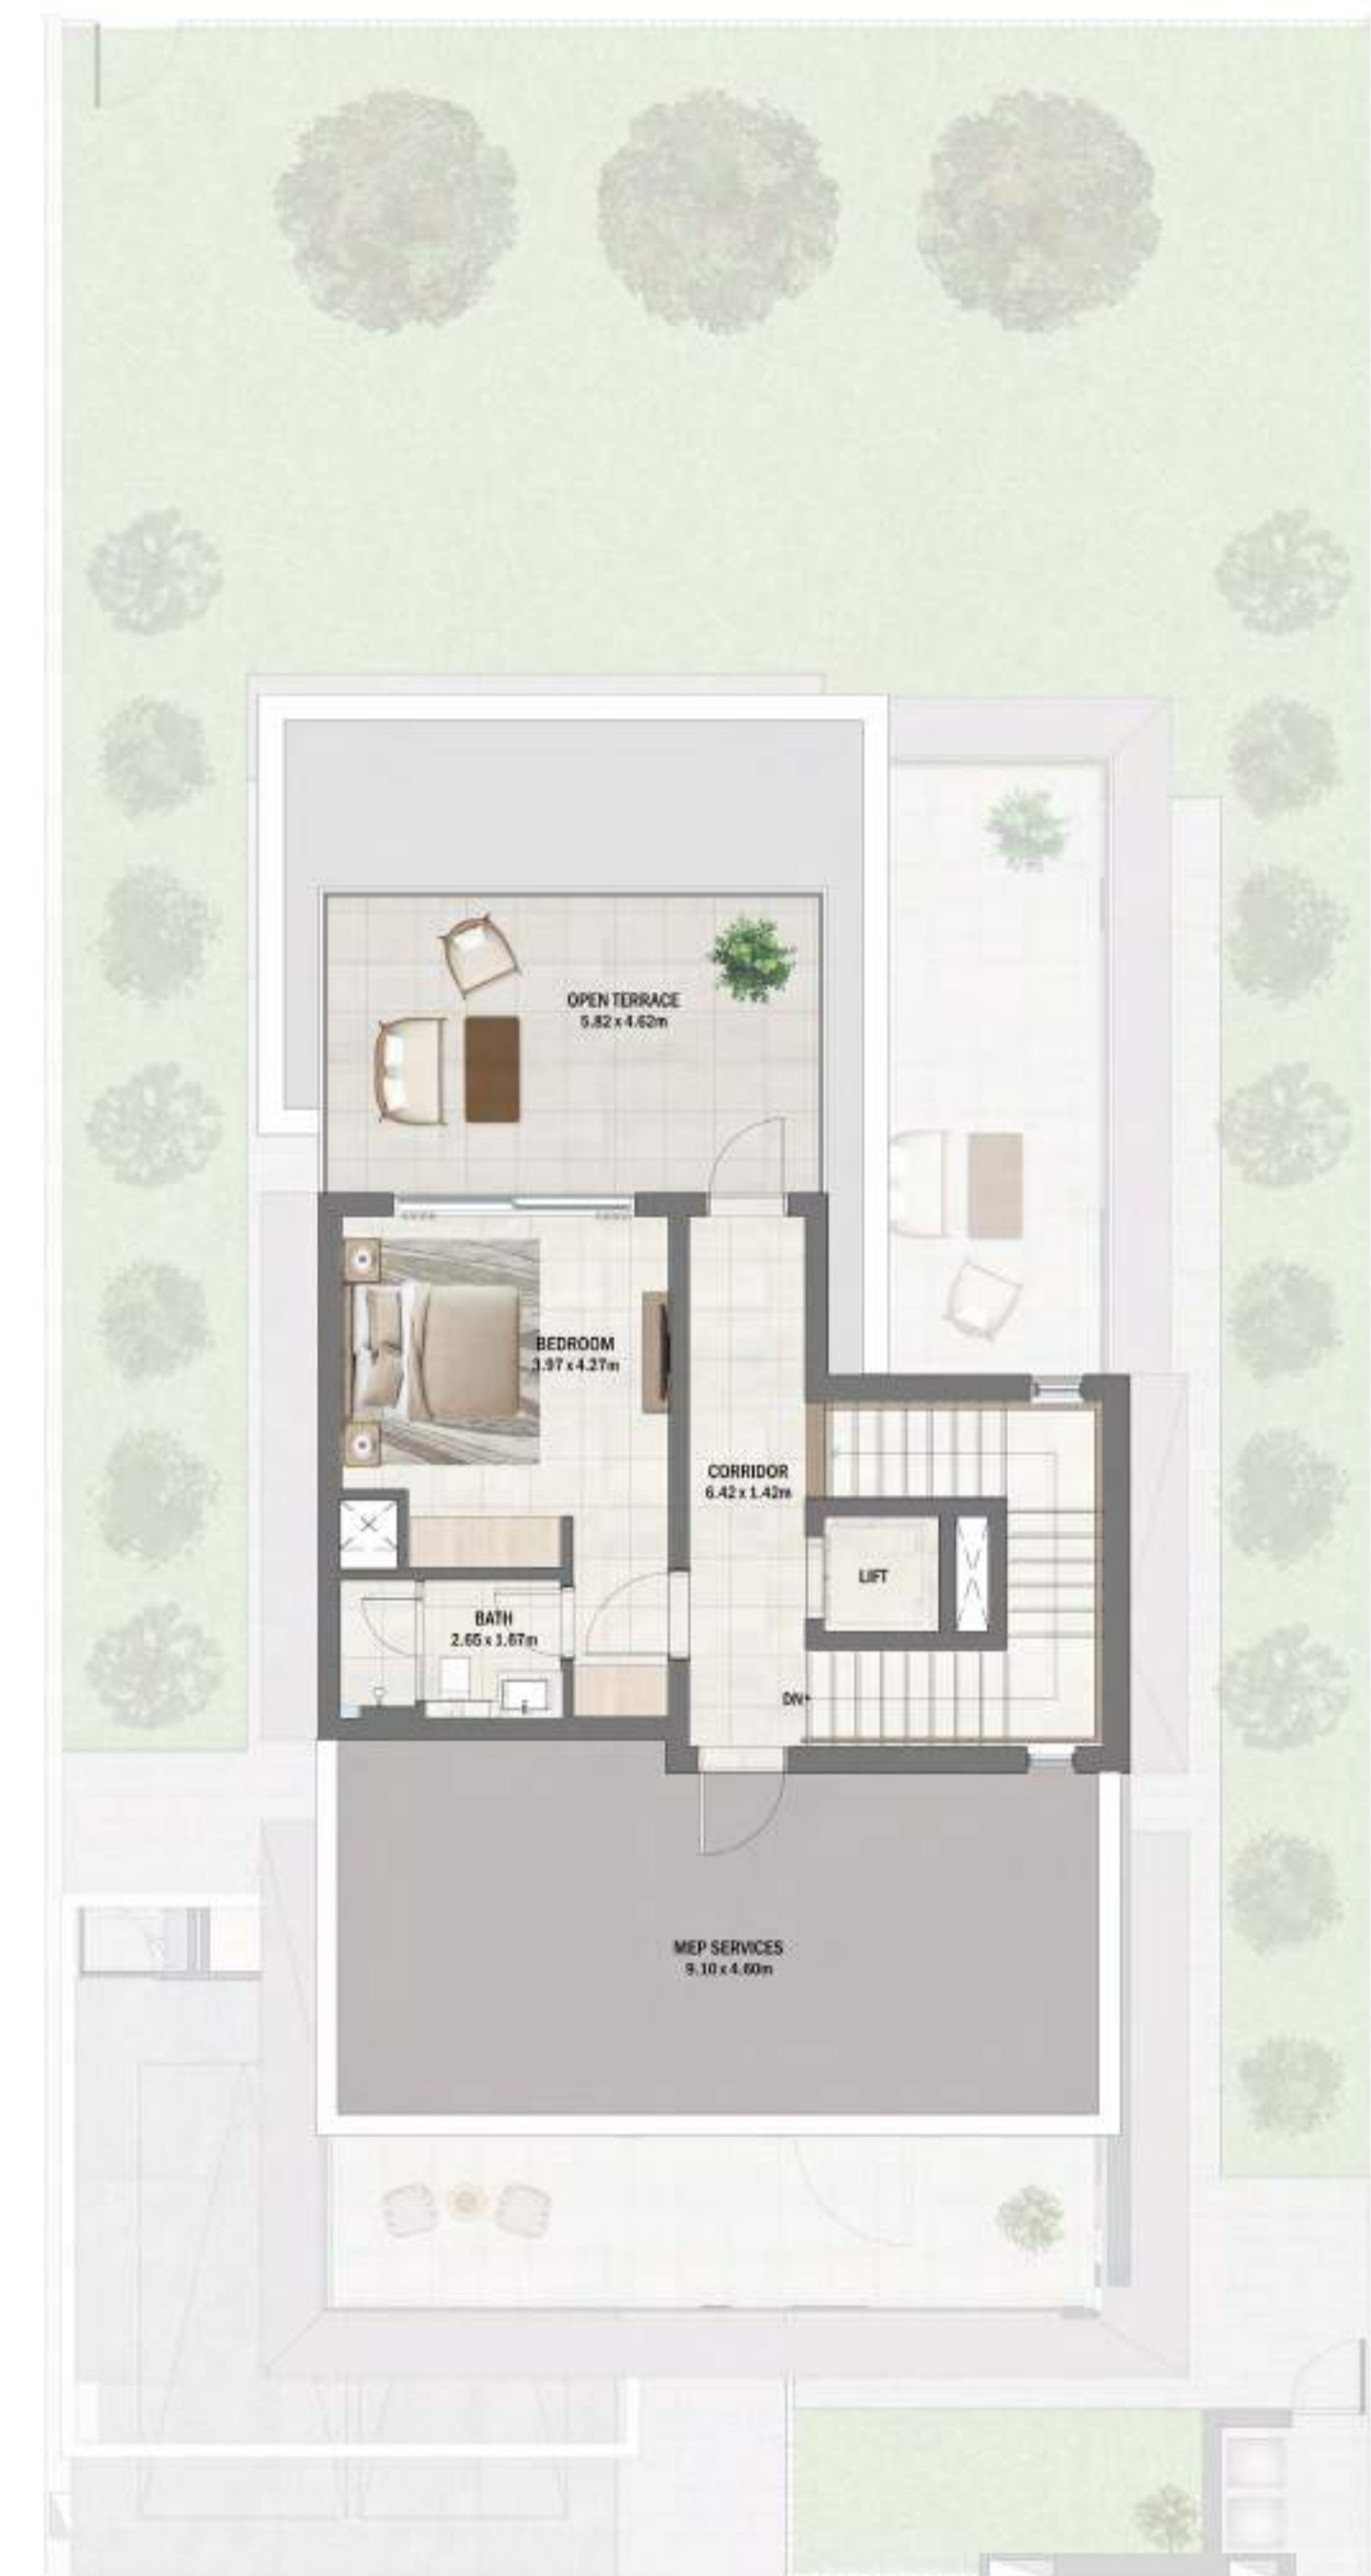 OPEN TERRACE
5.82 x 4.62m
BEDROOM
3.97 x 4.27m
CORRIDOR
6.42 x 1.42m
LIFT
BATH
2.65 x 1.67m
DN
MEP SERVICES
9.10 x 4.60m